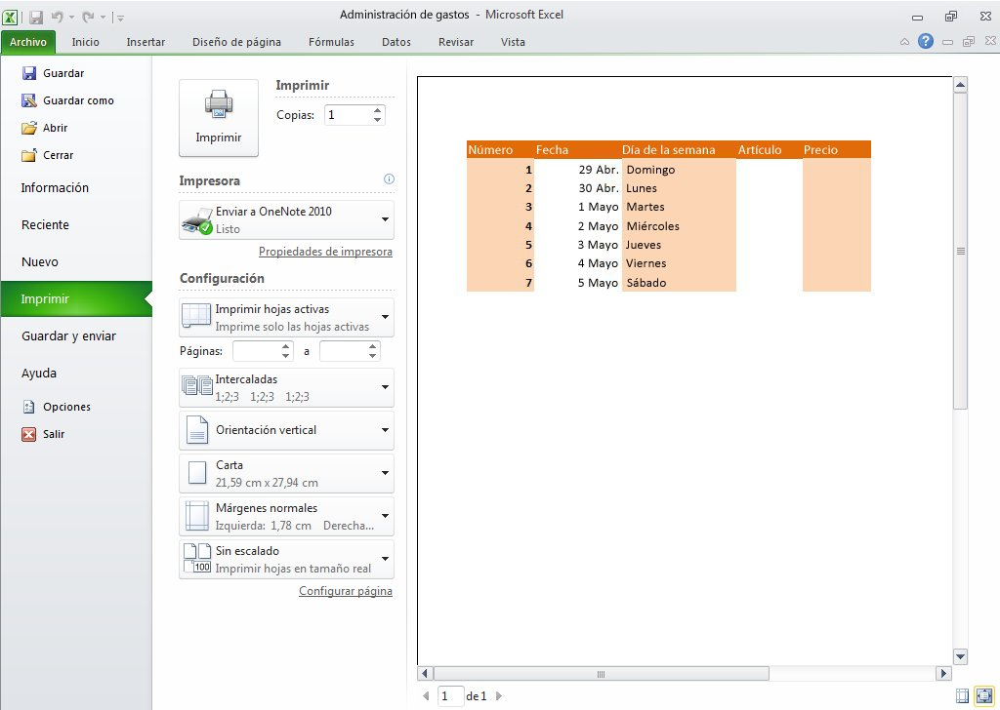 Administración de gastos - Microsoft Excel
Archivo Inicio Insertar Diseño de página Fórmulas Datos Revisar Vista
Guardar
Guardar como
Abrir
Cerrar
Información
Reciente
Nuevo
Imprimir
Guardar y enviar
Ayuda
Opciones
Salir
Imprimir
Imprimir
Copias: 1
Impresora
Enviar a OneNote 2010
Listo
Propiedades de impresora
Configuración
Imprimir hojas activas
Imprime solo las hojas activas
Páginas: a
Intercaladas
1;2;3 1;2;3 1;2;3
Orientación vertical
Carta
21,59 cm x 27,94 cm
Márgenes normales
Izquierda: 1,78 cm Derecha...
Sin escalado
100 Imprimir hojas en tamaño real
Configurar página
Número Fecha Día de la semana Artículo Precio
1 29 Abr. Domingo
2 30 Abr. Lunes
3 1 Mayo Martes
4 2 Mayo Miércoles
5 3 Mayo Jueves
6 4 Mayo Viernes
7 5 Mayo Sábado
1 de 1